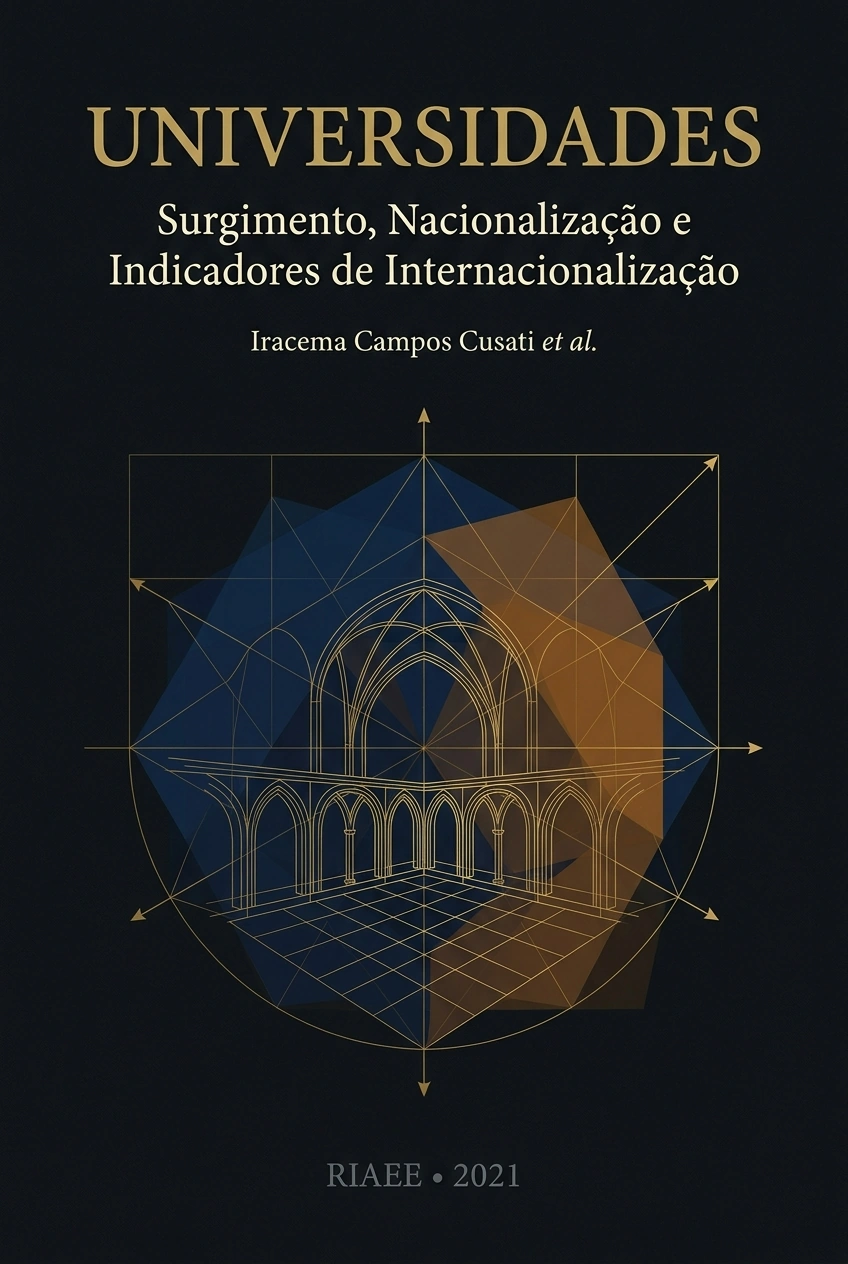 UNIVERSIDADES
Surgimento, Nacionalização e
Indicadores de Internacionalização
Iracema Campos Cusati et al.
RIAEE • 2021